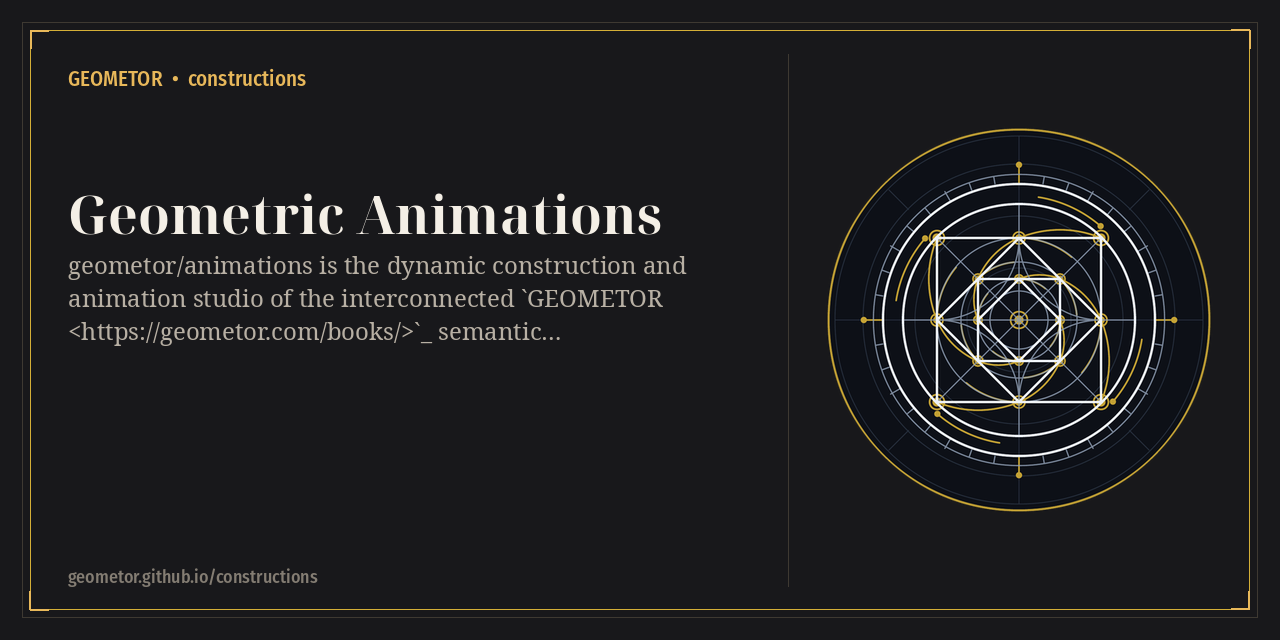 GEOMETOR • constructions
Geometric Animations
geometor/animations is the dynamic construction and
animation studio of the interconnected `GEOMETOR
<https://geometor.com/books/>`_ semantic...
geometor.github.io/constructions